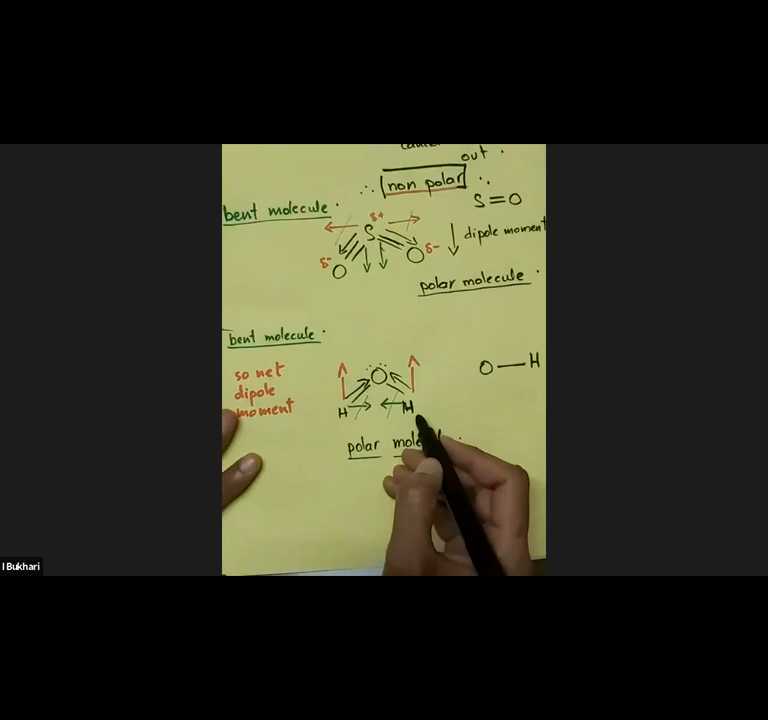 out.
∴ non polar ∵
S=O
bent molecule.
δ+
S
δ-
O
O
δ-
dipole moment
polar molecule.
bent molecule.
so net
dipole
moment
O
H
H
O—H
polar
I Bukhari